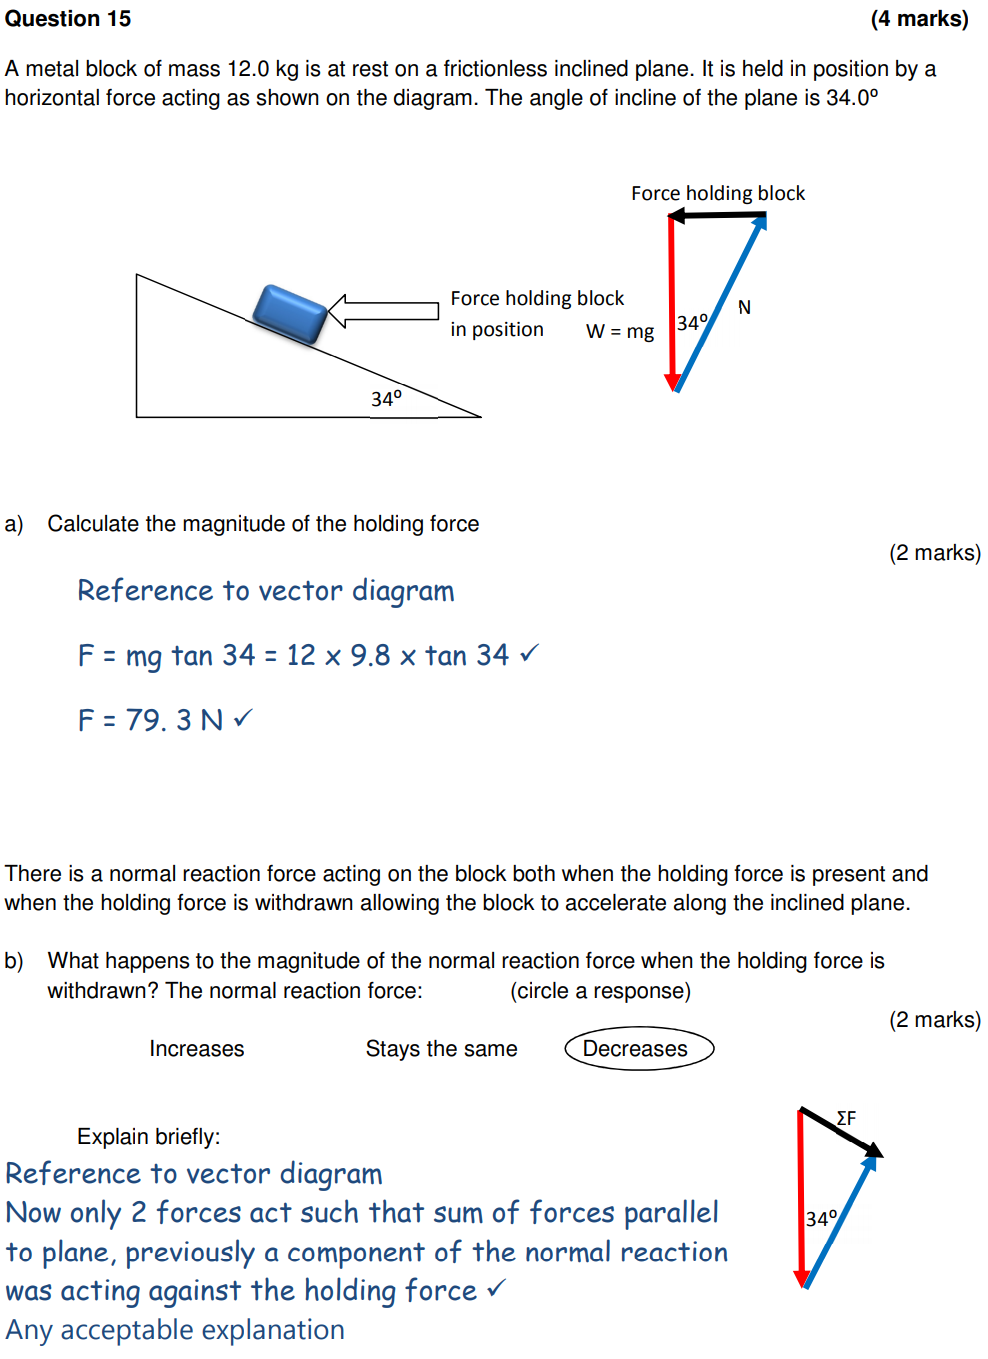 Question 15 (4 marks)
A metal block of mass 12.0 kg is at rest on a frictionless inclined plane. It is held in position by a
horizontal force acting as shown on the diagram. The angle of incline of the plane is 34.0º
Force holding block
Force holding block
in position
W = mg
34º
N
34º
a) Calculate the magnitude of the holding force
(2 marks)
Reference to vector diagram
F = mg tan 34 = 12 x 9.8 x tan 34 ✓
F = 79. 3 N ✓
There is a normal reaction force acting on the block both when the holding force is present and
when the holding force is withdrawn allowing the block to accelerate along the inclined plane.
b) What happens to the magnitude of the normal reaction force when the holding force is
withdrawn? The normal reaction force: (circle a response)
(2 marks)
Increases Stays the same Decreases
ΣF
Explain briefly:
Reference to vector diagram
Now only 2 forces act such that sum of forces parallel
34º
to plane, previously a component of the normal reaction
was acting against the holding force ✓
Any acceptable explanation